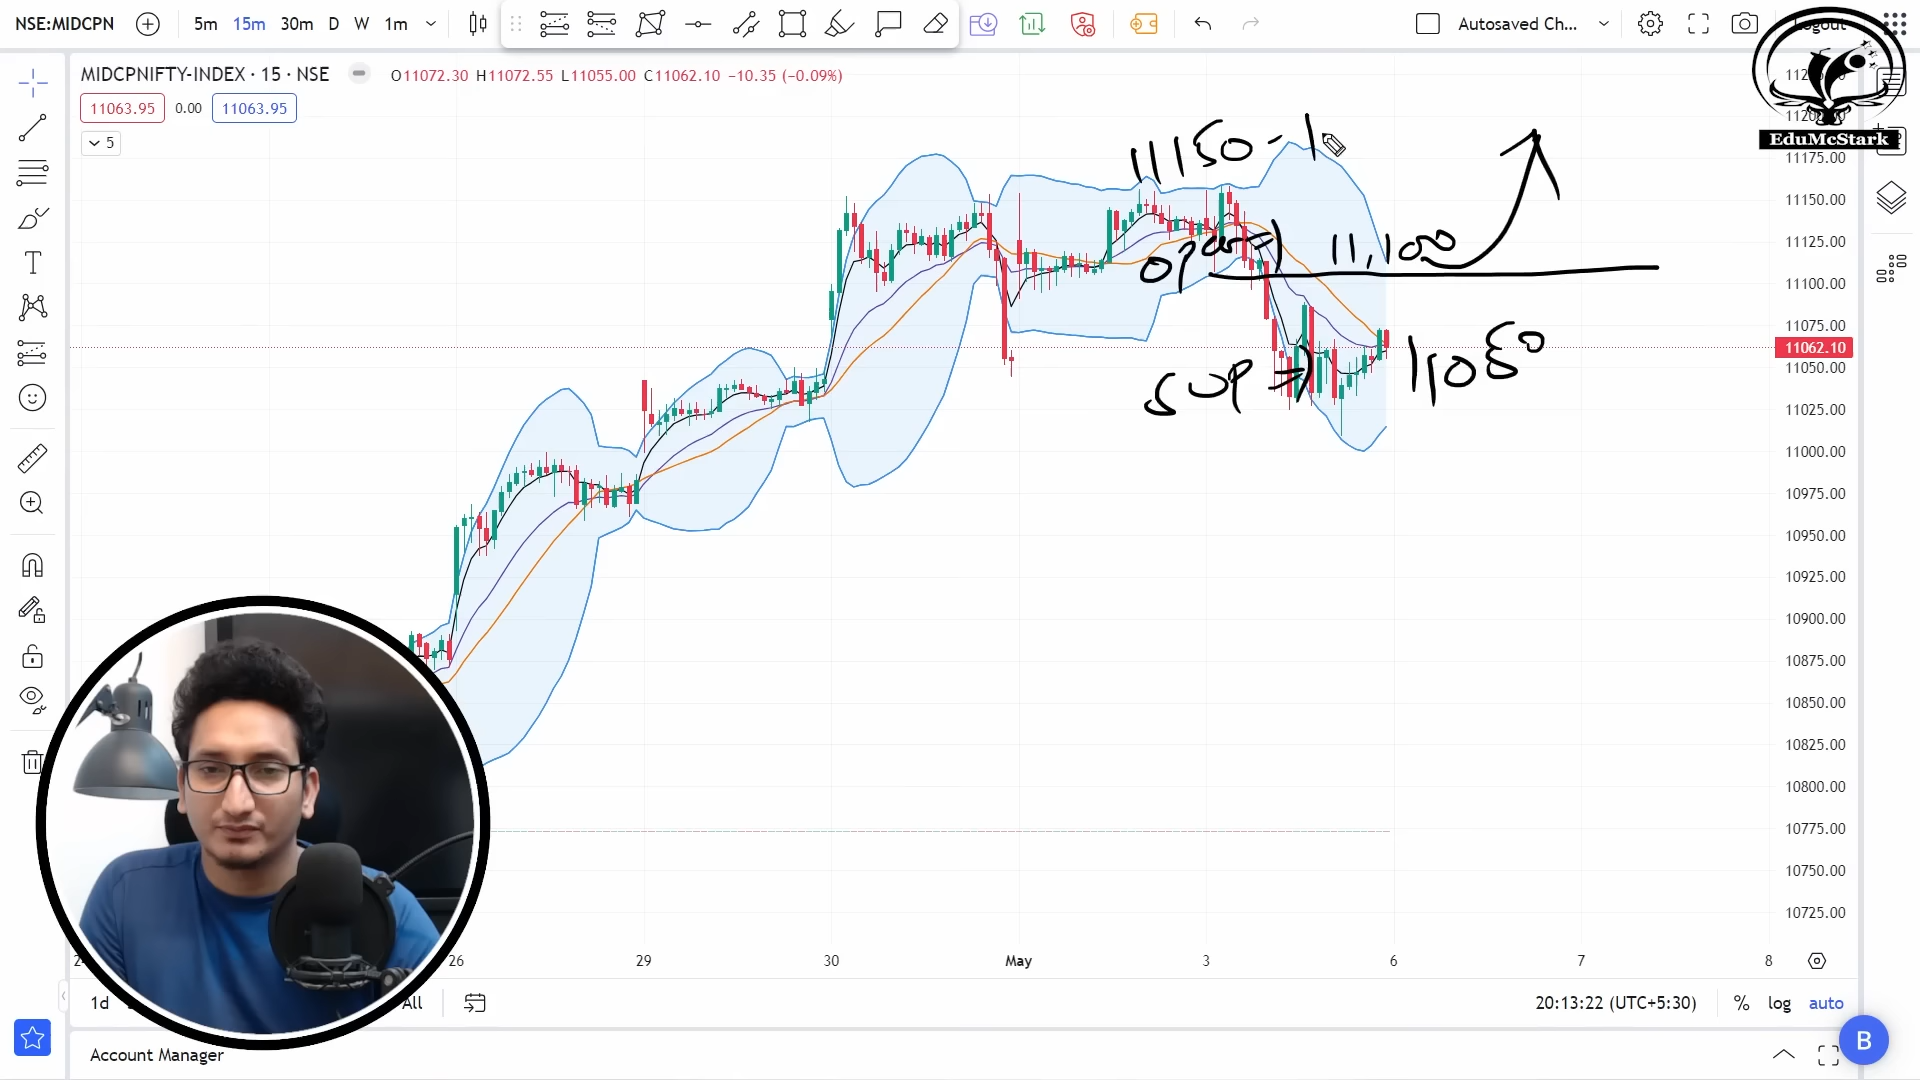 NSE:MIDCPN 5m 15m 30m D W 1m Autosaved Ch... Logout
MIDCPNIFTY-INDEX · 15 · NSE O11072.30 H11072.55 L11055.00 C11062.10 −10.35 (−0.09%)
11063.95 0.00 11063.95
5
EduMcStark
11150 - 1
11,100
sup => 11050
11175.00
11150.00
11125.00
11100.00
11075.00
11062.10
11050.00
11025.00
11000.00
10975.00
10950.00
10925.00
10900.00
10875.00
10850.00
10825.00
10800.00
10775.00
10750.00
10725.00
26 29 30 May 3 6 7 8
1d All 20:13:22 (UTC+5:30) % log auto
Account Manager
B